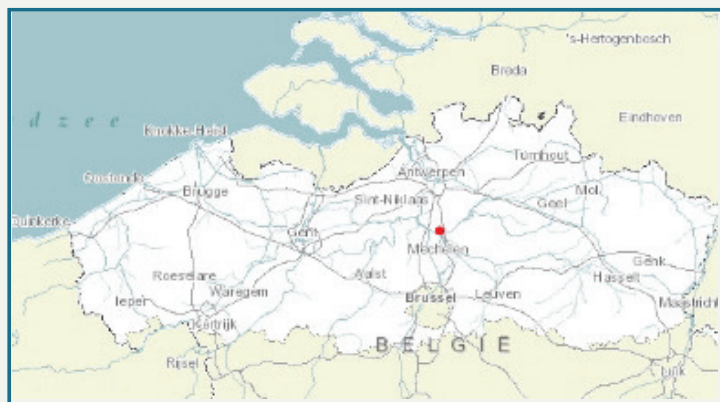 's-Hertogenbosch
Breda
d z e e
Eindhoven
Knokke-Heist
Turnhout
Antwerpen
Oostende
Brugge
Sint-Niklaas
Mol
Geel
Duinkerke
Gent
Mechelen
Genk
Roeselare
Aalst
Hasselt
Waregem
Brussel
Leuven
Ieper
Maastricht
Kortrijk
BELGIE
Rijsel
Luik